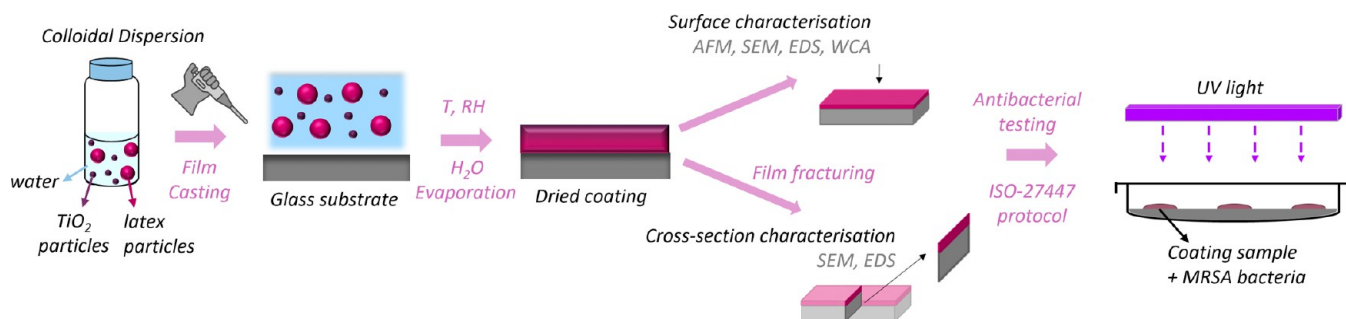 Colloidal Dispersion
water
TiO2
particles
latex
particles
Film
Casting
Glass substrate
T, RH
H2O
Evaporation
Dried coating
Surface characterisation
AFM, SEM, EDS, WCA
Film fracturing
Cross-section characterisation
SEM, EDS
Antibacterial
testing
ISO-27447
protocol
UV light
Coating sample
+ MRSA bacteria